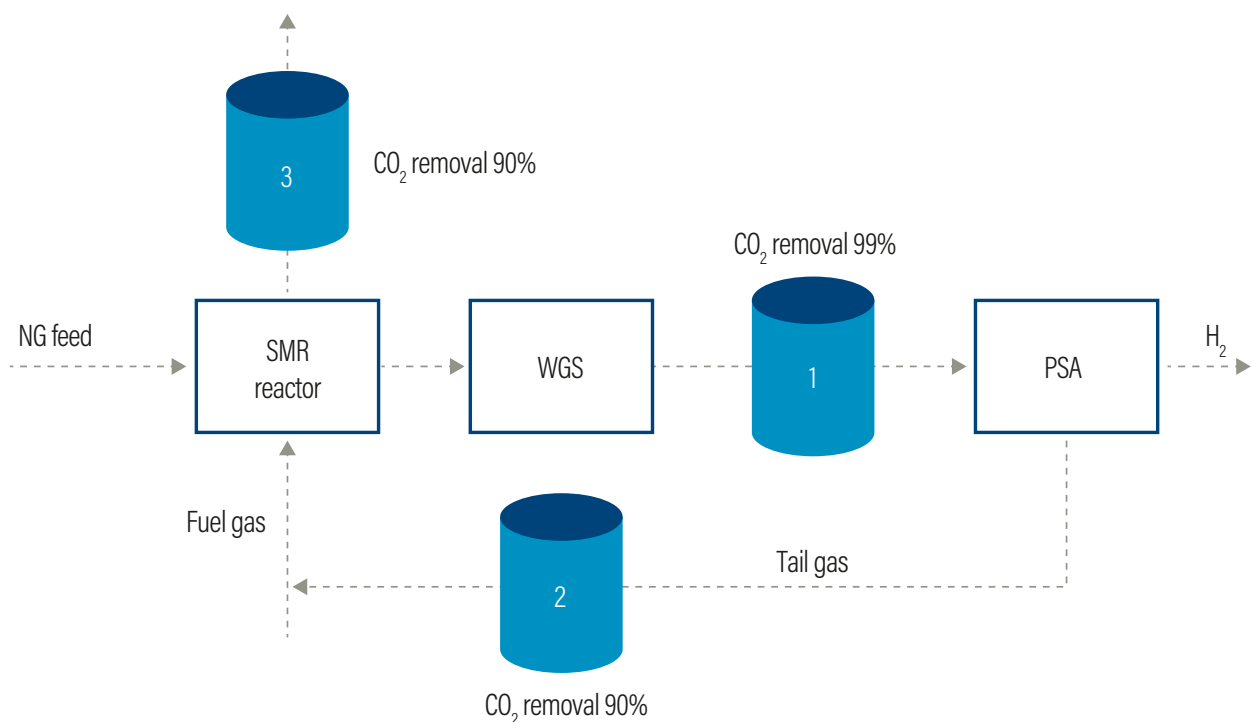 3
CO₂ removal 90%
CO₂ removal 99%
NG feed
SMR
reactor
WGS
1
PSA
H₂
Fuel gas
2
Tail gas
CO₂ removal 90%